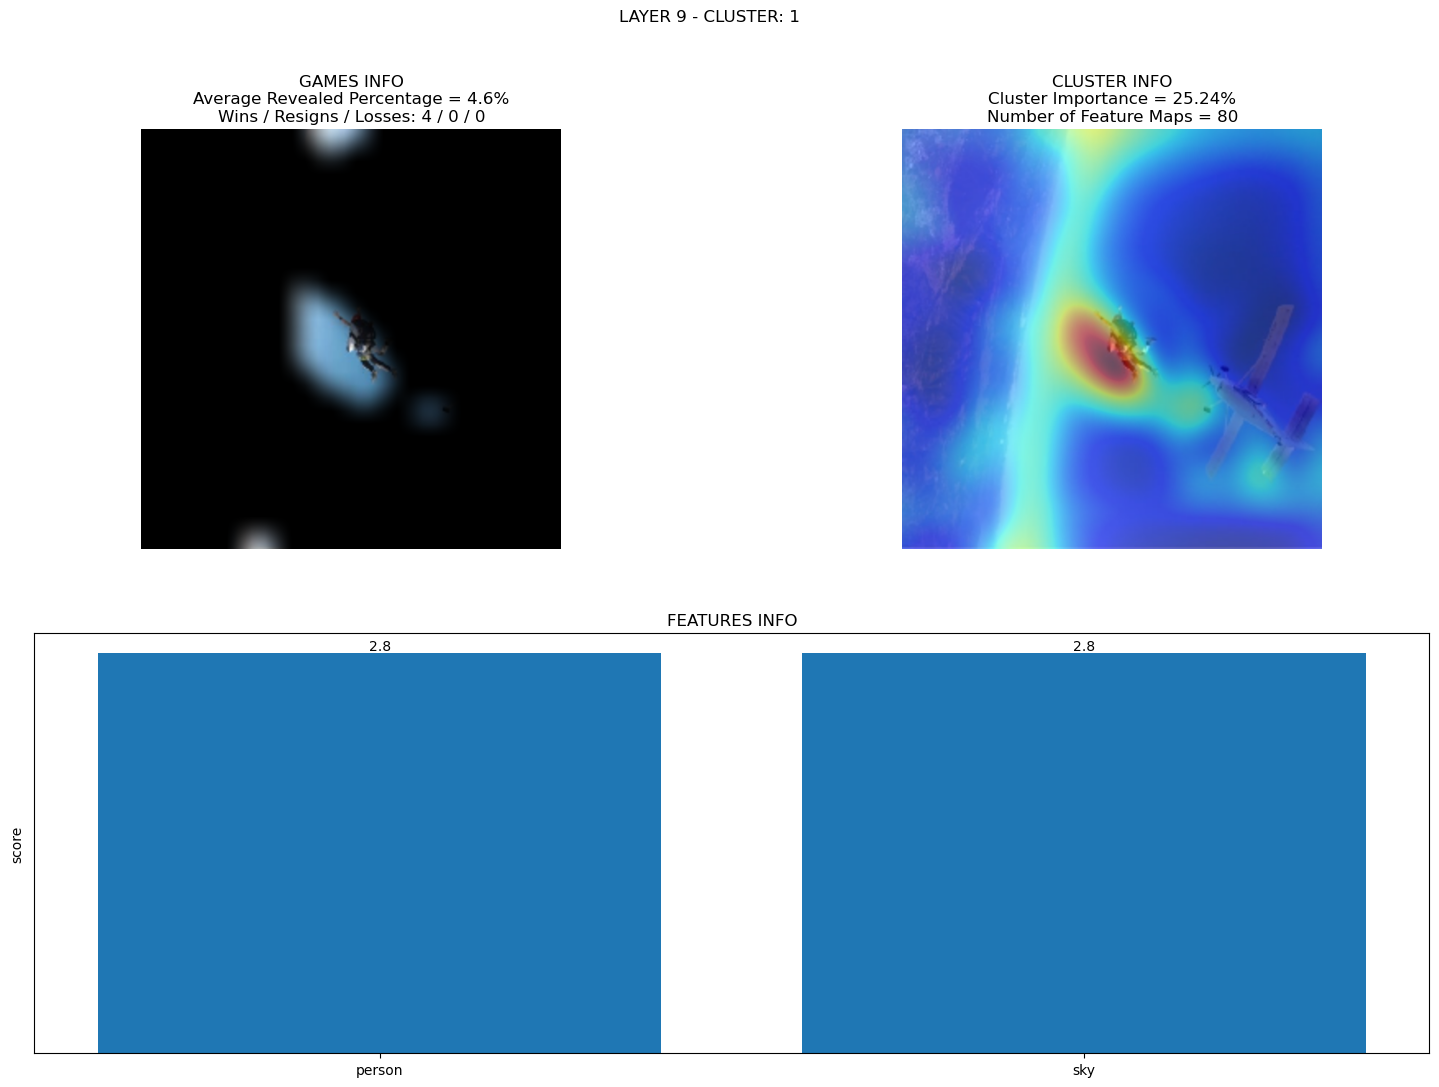 LAYER 9 - CLUSTER: 1
GAMES INFO
Average Revealed Percentage = 4.6%
Wins / Resigns / Losses: 4 / 0 / 0
CLUSTER INFO
Cluster Importance = 25.24%
Number of Feature Maps = 80
FEATURES INFO
2.8
2.8
score
person
sky